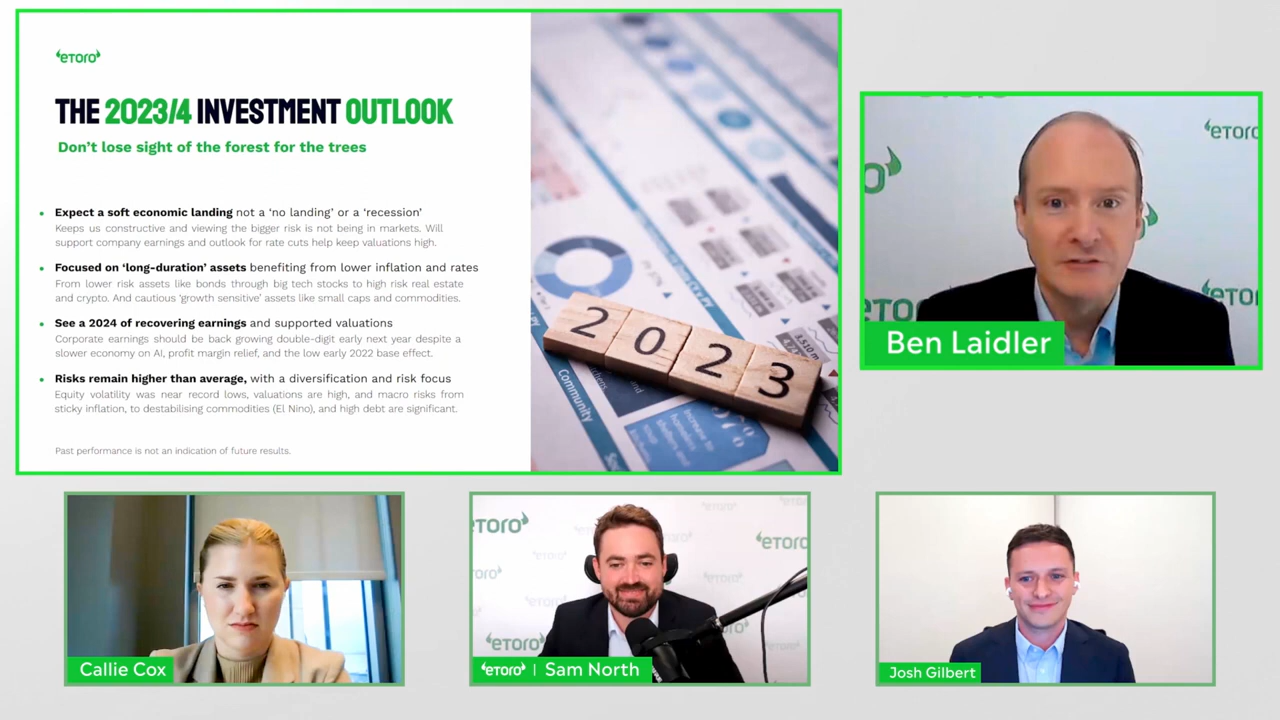 eToro
THE 2023/4 INVESTMENT OUTLOOK
Don't lose sight of the forest for the trees
• Expect a soft economic landing not a 'no landing' or a 'recession'
Keeps us constructive and viewing the bigger risk is not being in markets. Will
support company earnings and outlook for rate cuts help keep valuations high.
• Focused on 'long-duration' assets benefiting from lower inflation and rates
From lower risk assets like bonds through big tech stocks to high risk real estate
and crypto. And cautious 'growth sensitive' assets like small caps and commodities.
• See a 2024 of recovering earnings and supported valuations
Corporate earnings should be back growing double-digit early next year despite a
slower economy on AI, profit margin relief, and the low early 2022 base effect.
• Risks remain higher than average, with a diversification and risk focus
Equity volatility was near record lows, valuations are high, and macro risks from
sticky inflation, to destabilising commodities (El Nino), and high debt are significant.
Past performance is not an indication of future results.
2023
Community
eToro
Ben Laidler
Callie Cox
eTORO
eToro
eToro
eToro
eToro | Sam North
Josh Gilbert